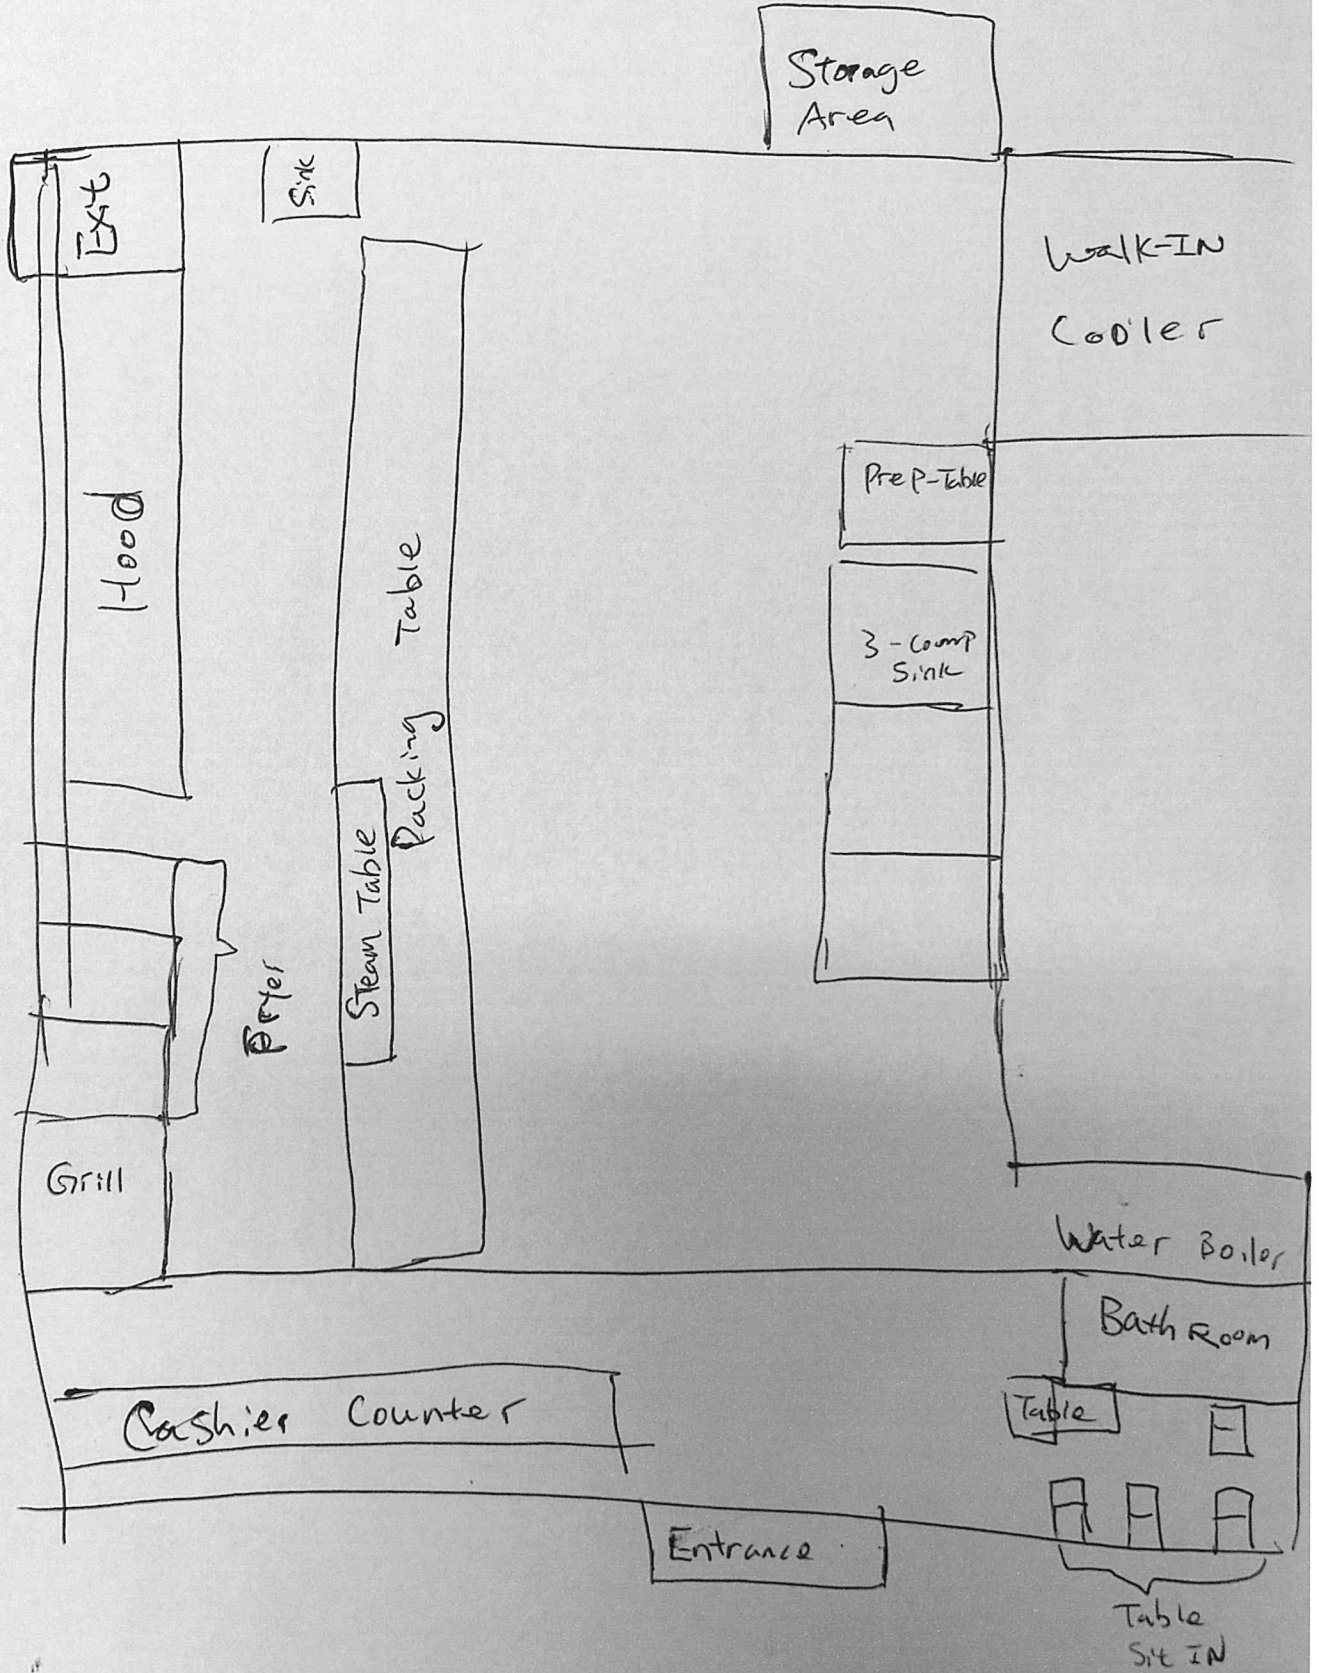 Storage
Area
Exit
Sink
Walk-IN
Cooler
Hood
Packing Table
Prep-Table
3-comp
Sink
Steam Table
Fryer
Grill
Water Boiler
Bath Room
Cashier Counter
Table
Entrance
Table
Sit IN